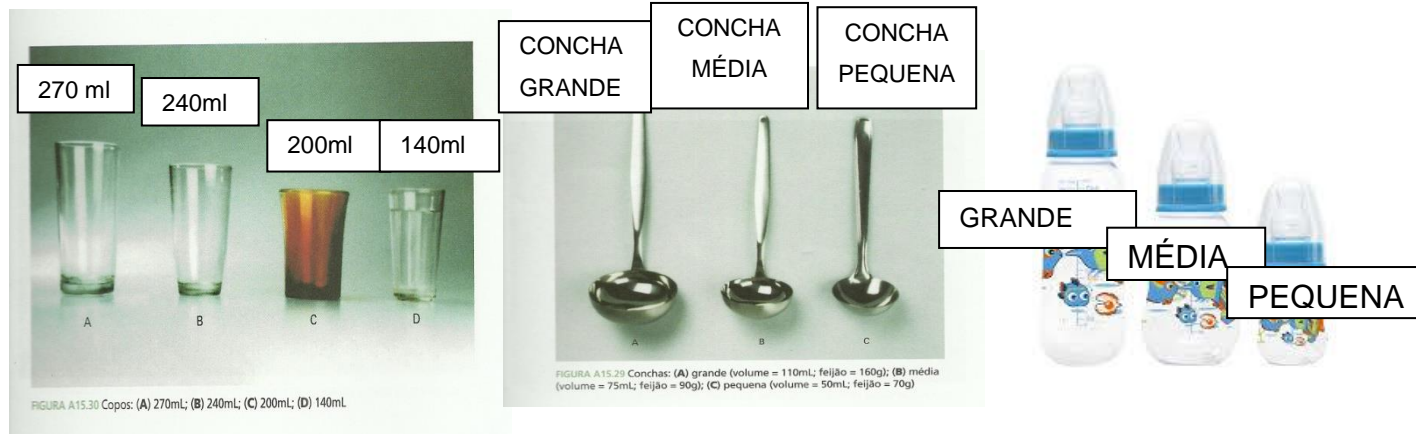 270 ml
240ml
200ml
140ml
A
B
C
D
FIGURA A15.30 Copos: (A) 270mL; (B) 240mL; (C) 200mL; (D) 140mL
CONCHA
GRANDE
CONCHA
MÉDIA
CONCHA
PEQUENA
A
B
C
FIGURA A15.29 Conchas: (A) grande (volume = 110mL; feijão = 160g); (B) média
(volume = 75mL; feijão = 90g); (C) pequena (volume = 50mL; feijão = 70g)
GRANDE
MÉDIA
PEQUENA